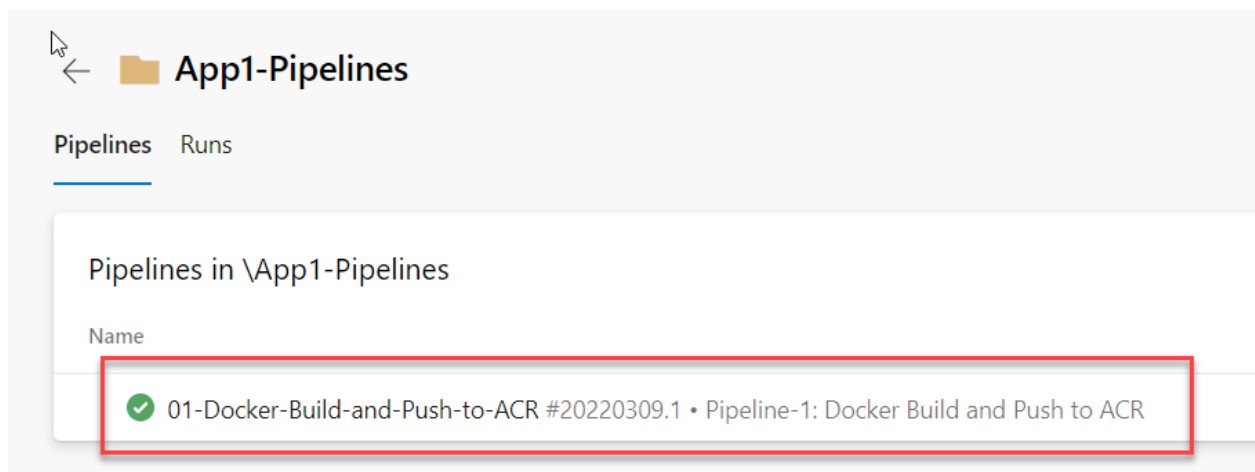 App1-Pipelines
Pipelines Runs
Pipelines in \App1-Pipelines
Name
01-Docker-Build-and-Push-to-ACR #20220309.1 • Pipeline-1: Docker Build and Push to ACR